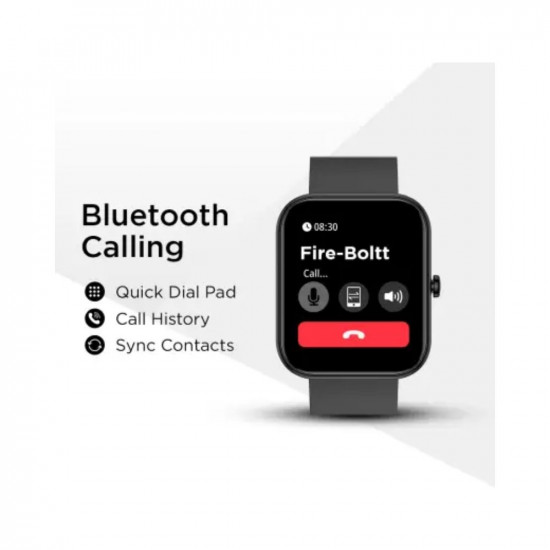 Bluetooth
Calling
Quick Dial Pad
Call History
Sync Contacts
08:30
Fire-Boltt
Call...